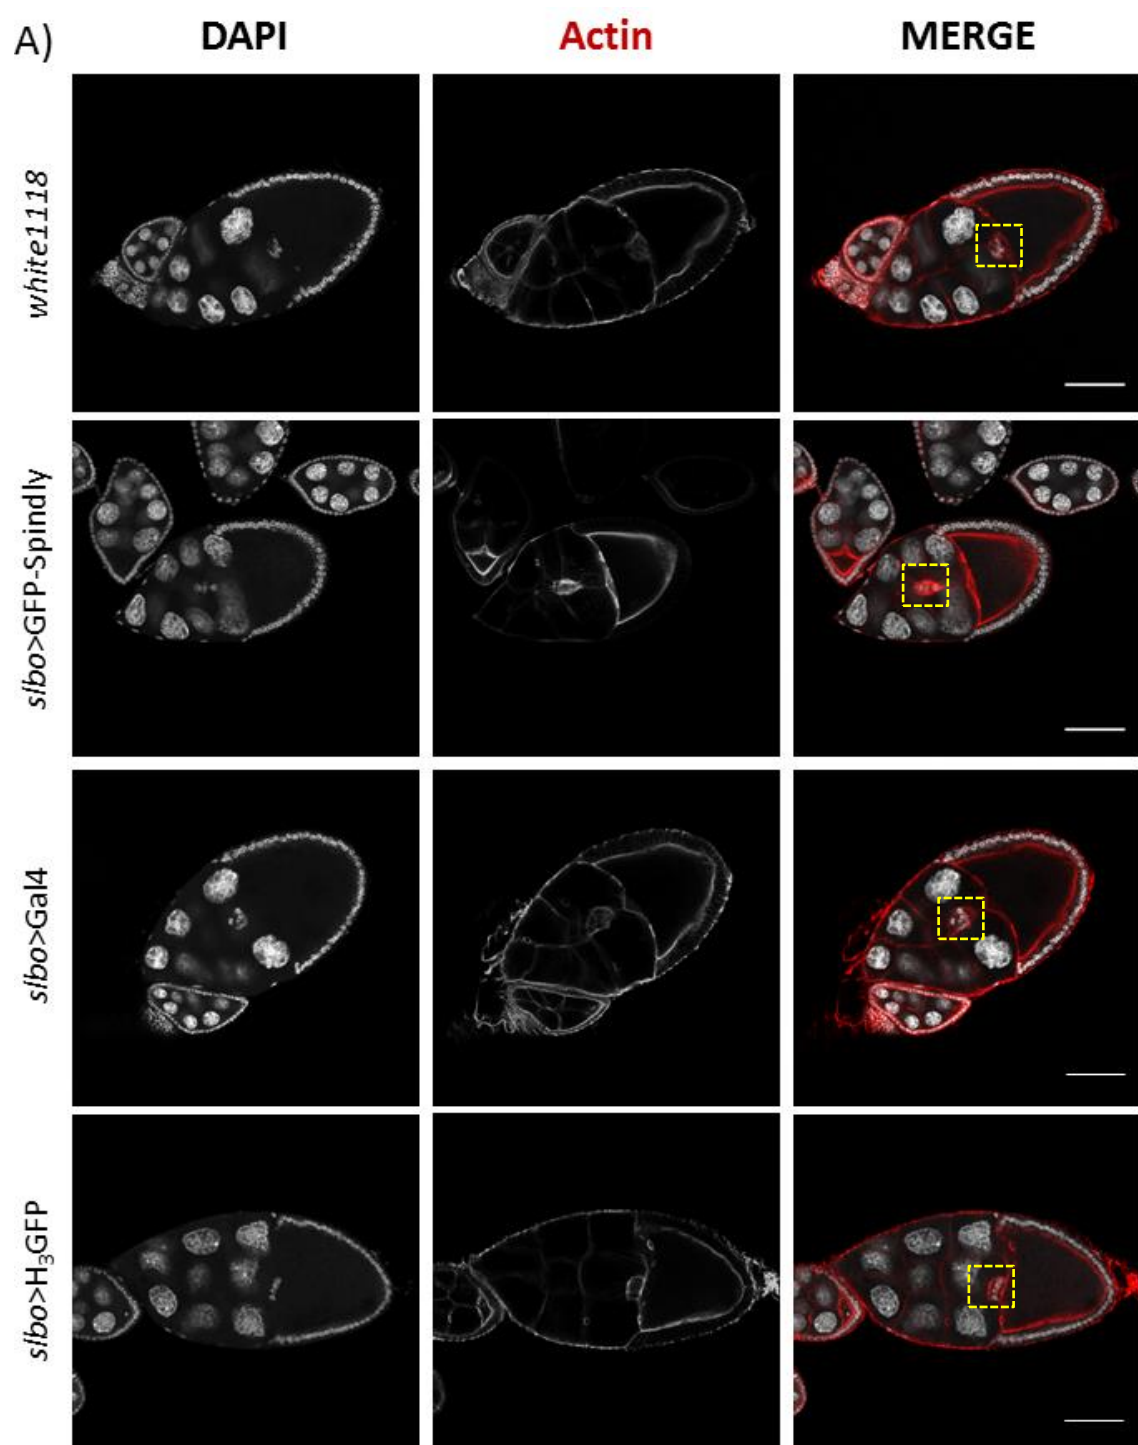 A)
DAPI
Actin
MERGE
white1118
slbo>GFP-Spindly
slbo>Gal4
slbo>H₃GFP